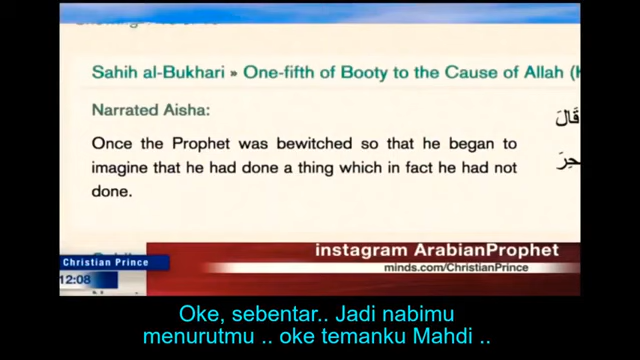 Sahih al-Bukhari » One-fifth of Booty to the Cause of Allah
Narrated Aisha:
قَالَ
Once the Prophet was bewitched so that he began to
imagine that he had done a thing which in fact he had not
done.
instagram ArabianProphet
Christian Prince
minds.com/ChristianPrince
12:08
Oke, sebentar.. Jadi nabimu
menurutmu .. oke temanku Mahdi ..